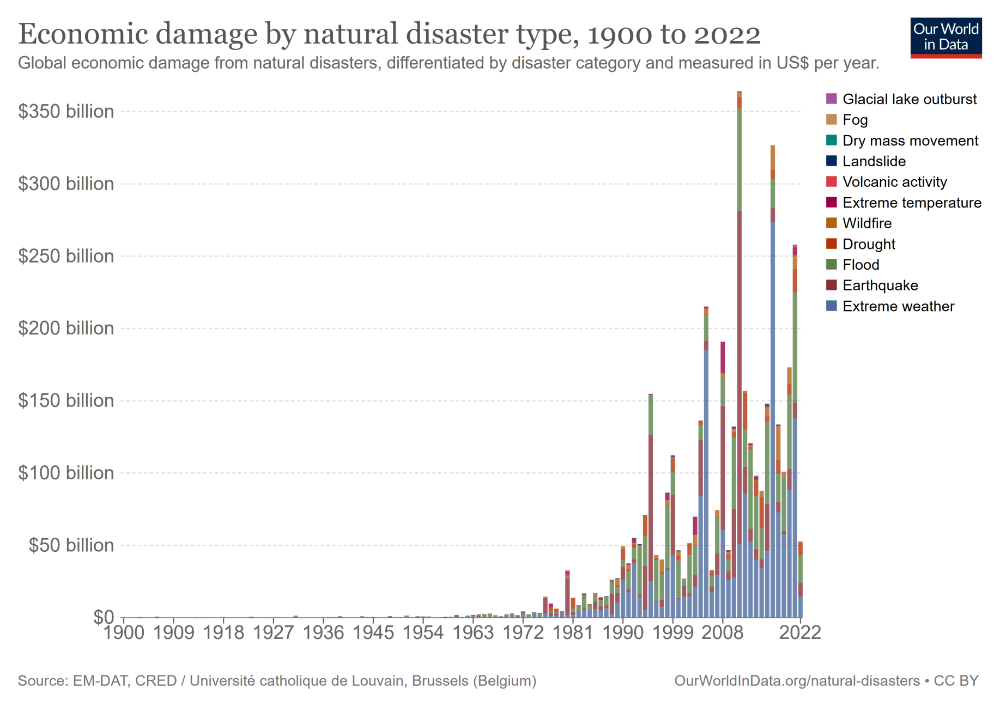 Economic damage by natural disaster type, 1900 to 2022
Our World
in Data
Global economic damage from natural disasters, differentiated by disaster category and measured in US$ per year.
$350 billion
$300 billion
$250 billion
$200 billion
$150 billion
$100 billion
$50 billion
$0
Glacial lake outburst
Fog
Dry mass movement
Landslide
Volcanic activity
Extreme temperature
Wildfire
Drought
Flood
Earthquake
Extreme weather
1900 1909 1918 1927 1936 1945 1954 1963 1972 1981 1990 1999 2008 2022
Source: EM-DAT, CRED / Université catholique de Louvain, Brussels (Belgium)
OurWorldInData.org/natural-disasters • CC BY